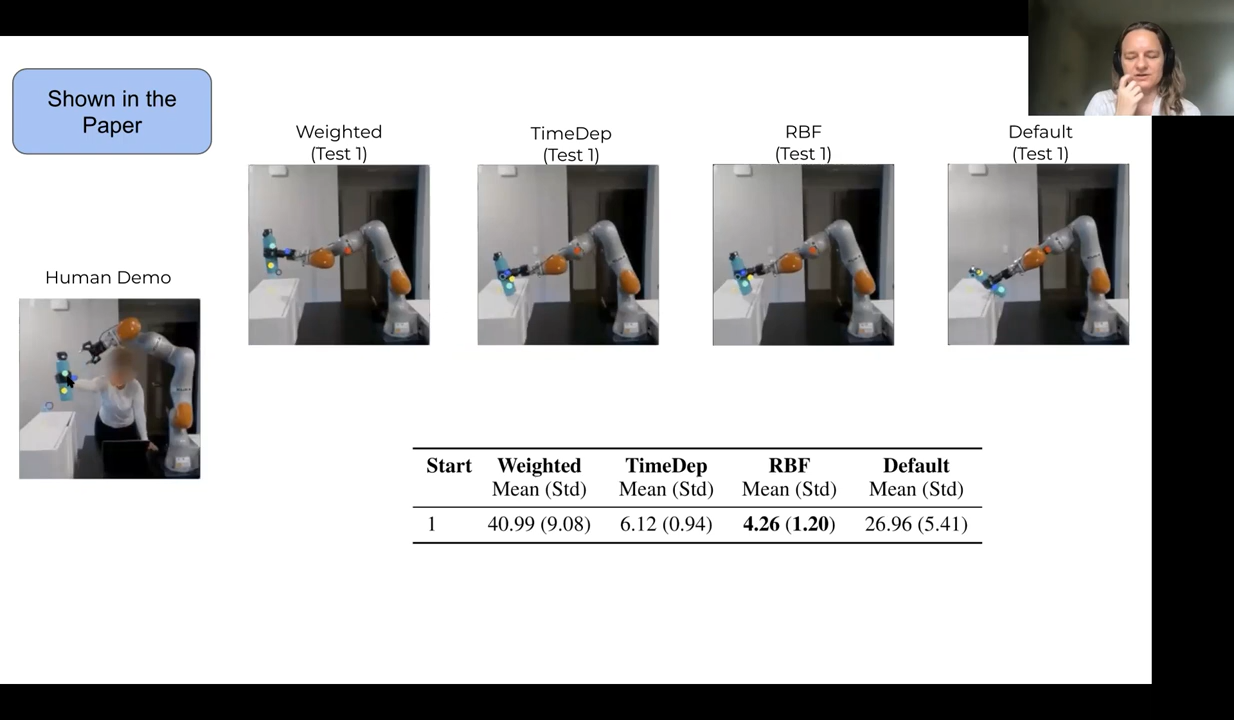 Shown in the
Paper
Human Demo
Weighted
(Test 1)
TimeDep
(Test 1)
RBF
(Test 1)
Default
(Test 1)
Start Weighted TimeDep RBF Default
Mean (Std) Mean (Std) Mean (Std) Mean (Std)
1 40.99 (9.08) 6.12 (0.94) 4.26 (1.20) 26.96 (5.41)